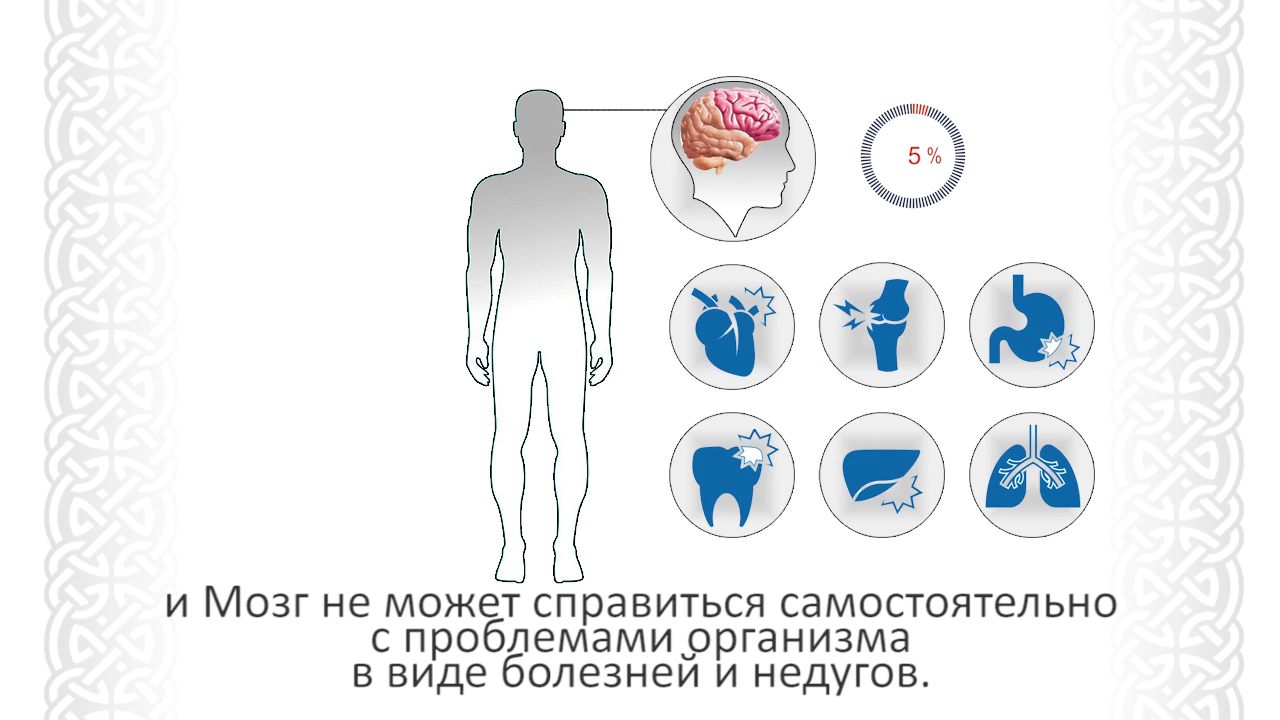 5 %
и Мозг не может справиться самостоятельно
с проблемами организма
в виде болезней и недугов.